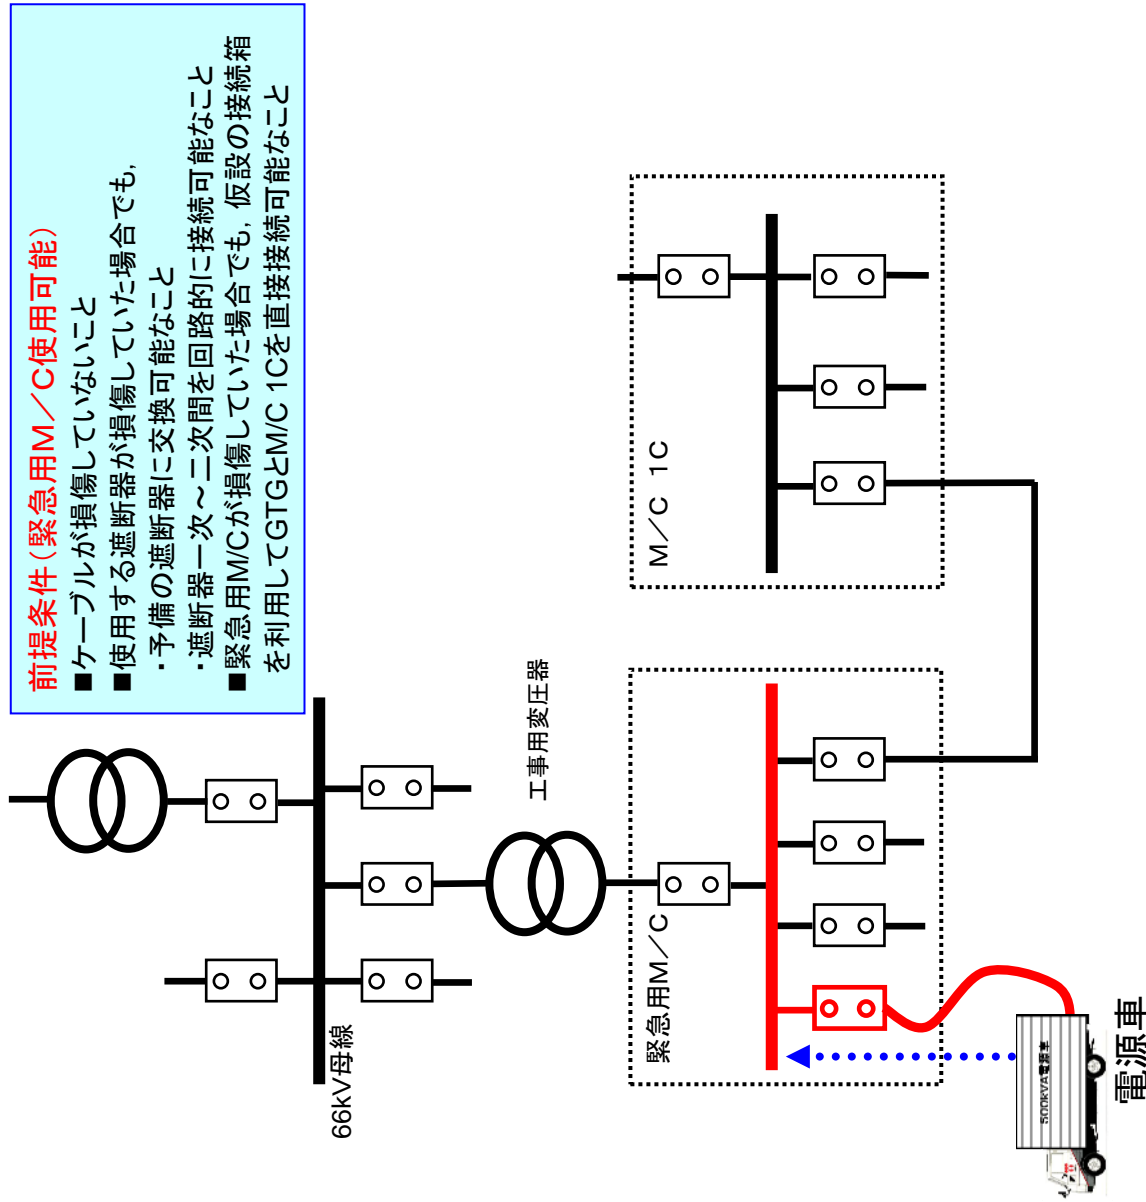 前提条件(緊急用M/C使用可能)
■ケーブルが損傷していないこと
■使用する遮断器が損傷していた場合でも,
・予備の遮断器に交換可能なこと
・遮断器一次~二次間を回路的に接続可能なこと
■緊急用M/Cが損傷していた場合でも, 仮設の接続箱
を利用してGTGとM/C 1Cを直接接続可能なこと
66kV母線
工事用変圧器
緊急用M/C
M/C 1C
500kVA電源車
電源車